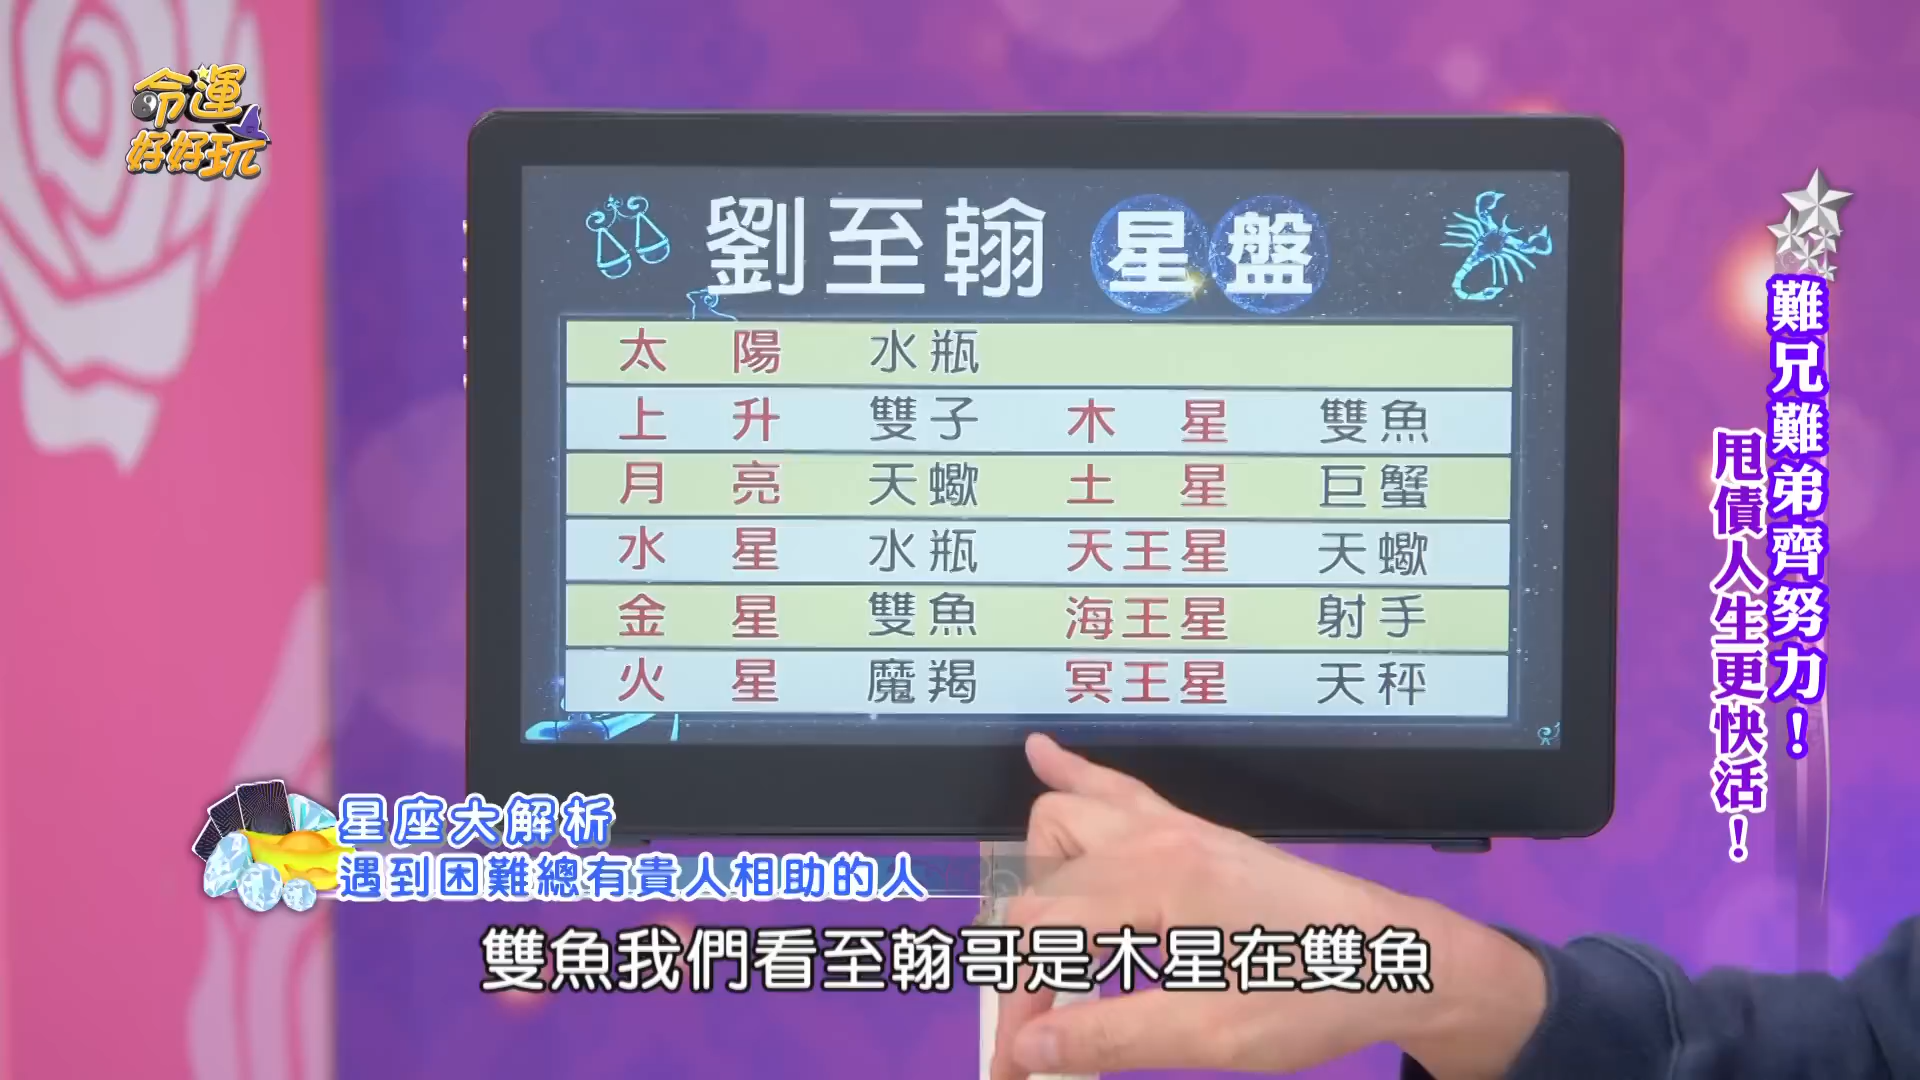 命運
好好玩
劉至翰 星盤
太陽 水瓶
上升 雙子 木星 雙魚
月亮 天蠍 土星 巨蟹
水星 水瓶 天王星 天蠍
金星 雙魚 海王星 射手
火星 魔羯 冥王星 天秤
難兄難弟齊努力！
甩債人生更快活！
星座大解析
遇到困難總有貴人相助的人
雙魚我們看至翰哥是木星在雙魚